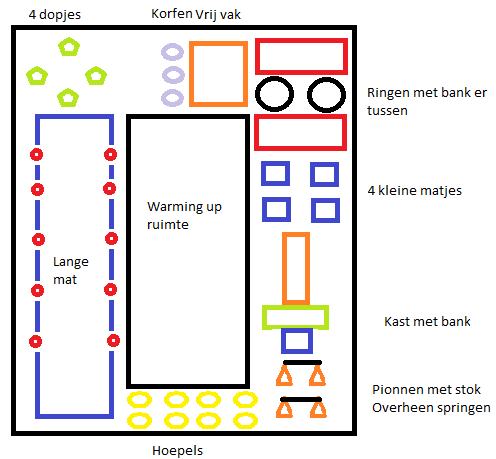 4 dopjes
Korfen Vrij vak
Ringen met bank er
tussen
4 kleine matjes
Warming up
ruimte
Lange
mat
Kast met bank
Pionnen met stok
Overheen springen
Hoepels